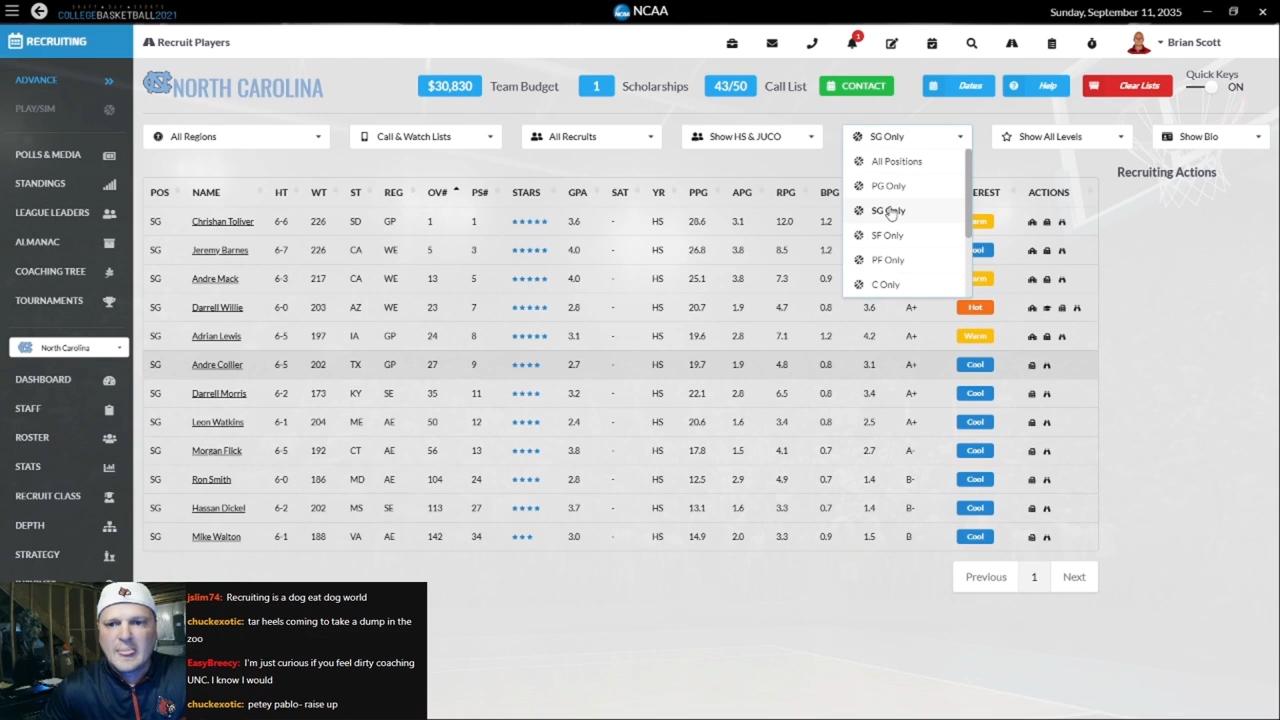 DRAFT DAY SPORTS
COLLEGEBASKETBALL2021
NCAA
Sunday, September 11, 2035
RECRUITING
Recruit Players
1
Brian Scott
ADVANCE
PLAY/SIM
POLLS & MEDIA
STANDINGS
LEAGUE LEADERS
ALMANAC
COACHING TREE
TOURNAMENTS
North Carolina
DASHBOARD
STAFF
ROSTER
STATS
RECRUIT CLASS
DEPTH
STRATEGY
NORTH CAROLINA
$30,830 Team Budget 1 Scholarships 43/50 Call List CONTACT Dates Help Clear Lists Quick Keys ON
All Regions Call & Watch Lists All Recruits Show HS & JUCO SG Only Show All Levels Show Bio
All Positions
PG Only
SG Only
SF Only
PF Only
C Only
Recruiting Actions
POS NAME HT WT ST REG OV# PS# STARS GPA SAT YR PPG APG RPG BPG EREST ACTIONS
SG Chrishan Toliver 6-6 226 SD GP 1 1 ★★★★★ 3.6 - HS 28.6 3.1 12.0 1.2 arm
SG Jeremy Barnes 6-7 226 CA WE 5 3 ★★★★★ 4.0 - HS 26.8 3.8 8.5 1.2 ool
SG Andre Mack 6-3 217 CA WE 13 5 ★★★★★ 4.0 - HS 25.1 3.8 7.3 0.9 arm
SG Darrell Willie 6-0 203 AZ WE 23 7 ★★★★★ 2.8 - HS 1.9 4.7 0.8 3.6 A+ Hot
SG Adrian Lewis 6-5 197 IA GP 24 8 ★★★★★ 3.1 - HS 19.6 2.8 7.1 1.2 4.2 A+ Warm
SG Andre Collier 6-5 202 TX GP 27 9 ★★★★ 2.7 - HS 1.9 4.8 0.8 3.1 A+ Cool
SG Darrell Morris 6-2 173 KY SE 35 11 ★★★★ 3.2 - HS 22.1 2.8 6.5 0.8 3.4 A+ Cool
SG Leon Watkins 6-1 204 ME AE 50 12 ★★★★ 2.4 - HS 20.6 1.6 3.4 0.8 2.5 A+ Cool
SG Morgan Flick 6-5 192 CT AE 56 13 ★★★★ 3.8 - HS 1.5 4.1 0.7 2.7 A- Cool
SG Ron Smith 6-0 186 MD AE 104 24 ★★★★ 2.8 - HS 12.5 2.9 4.9 0.7 1.4 B- Cool
SG Hassan Dickel 6-2 202 MS SE 113 27 ★★★★ 3.7 - HS 13.1 1.6 3.3 0.8 1.4 B- Cool
SG Mike Walton 6-1 188 VA AE 142 34 ★★★ 3.0 - HS 2.0 3.3 0.9 1.5 B Cool
Previous 1 Next
jslim74: Recruiting is a dog eat dog world
chuckexotic: tar heels coming to take a dump in the
zoo
EasyBreecy: I'm just curious if you feel dirty coaching
UNC. I know I would
chuckexotic: petey pablo- raise up